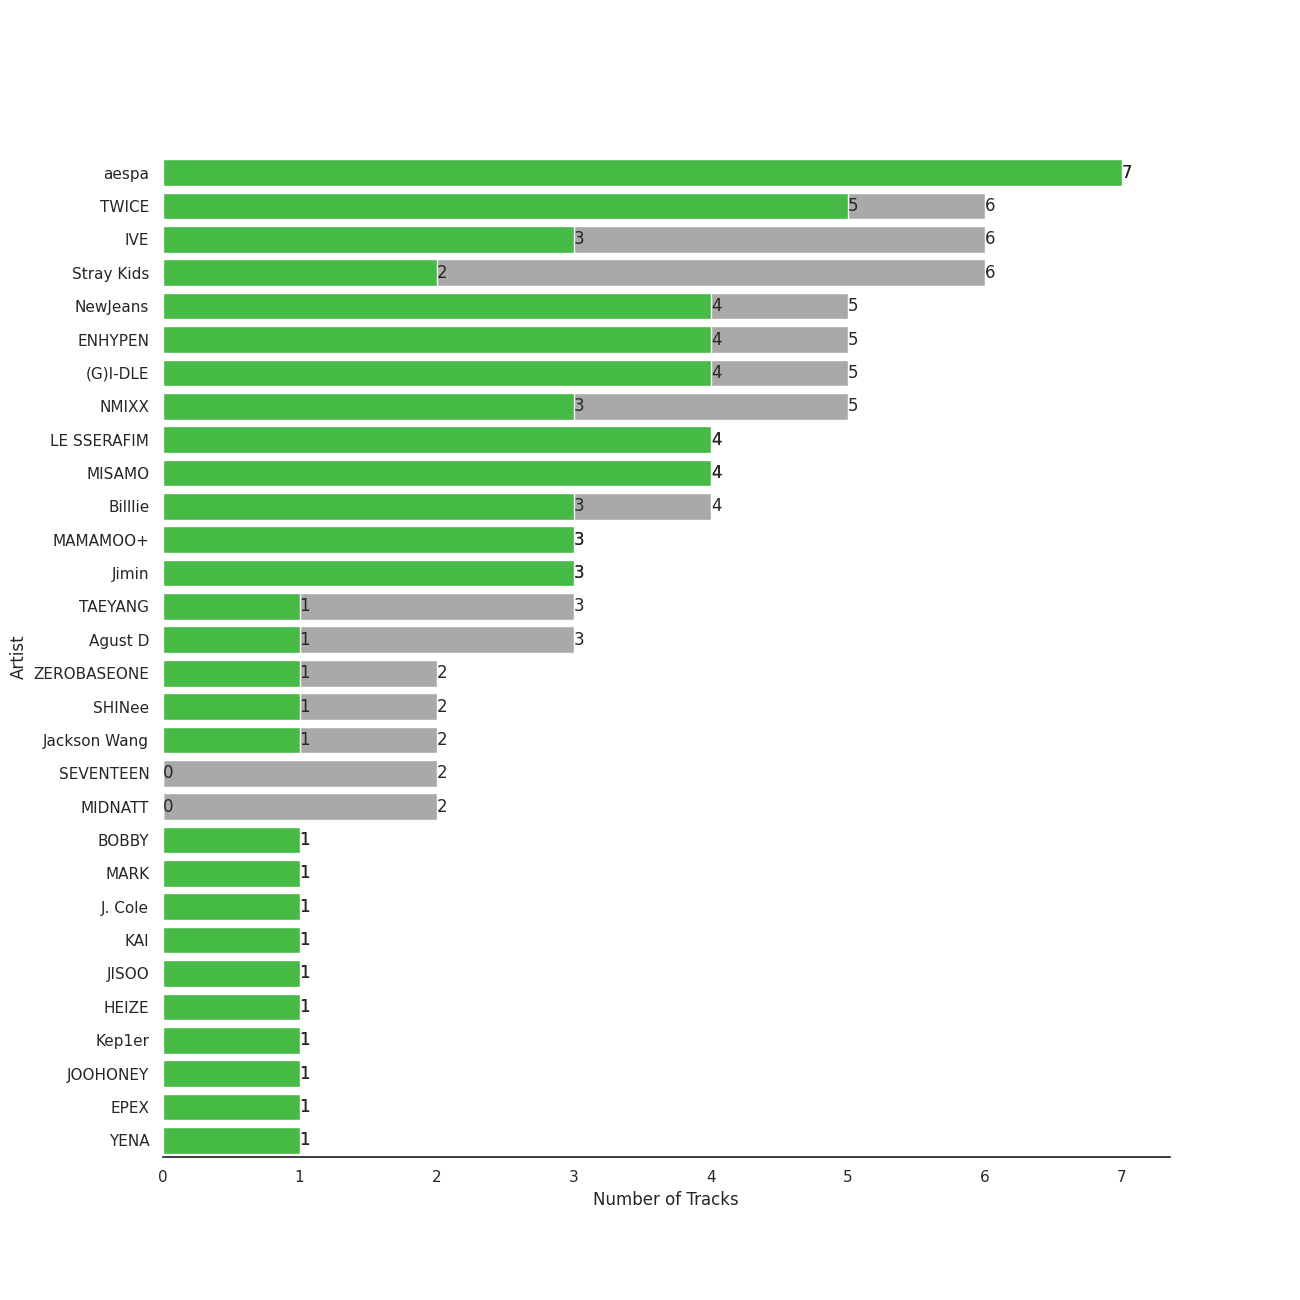 aespa 7
TWICE 5 6
IVE 3 6
Stray Kids 2 6
NewJeans 4 5
ENHYPEN 4 5
(G)I-DLE 4 5
NMIXX 3 5
LE SSERAFIM 4
MISAMO 4
Billlie 3 4
MAMAMOO+ 3
Jimin 3
TAEYANG 1 3
Agust D 1 3
ZEROBASEONE 1 2
SHINee 1 2
Jackson Wang 1 2
SEVENTEEN 0 2
MIDNATT 0 2
BOBBY 1
MARK 1
J. Cole 1
KAI 1
JISOO 1
HEIZE 1
Kep1er 1
JOOHONEY 1
EPEX 1
YENA 1
Artist
0 1 2 3 4 5 6 7
Number of Tracks